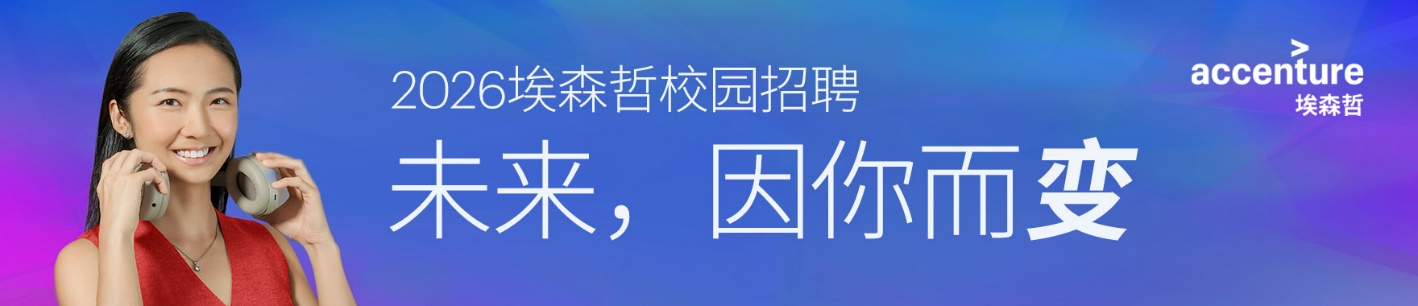 2026埃森哲校园招聘
未来，因你而变
>
accenture
埃森哲